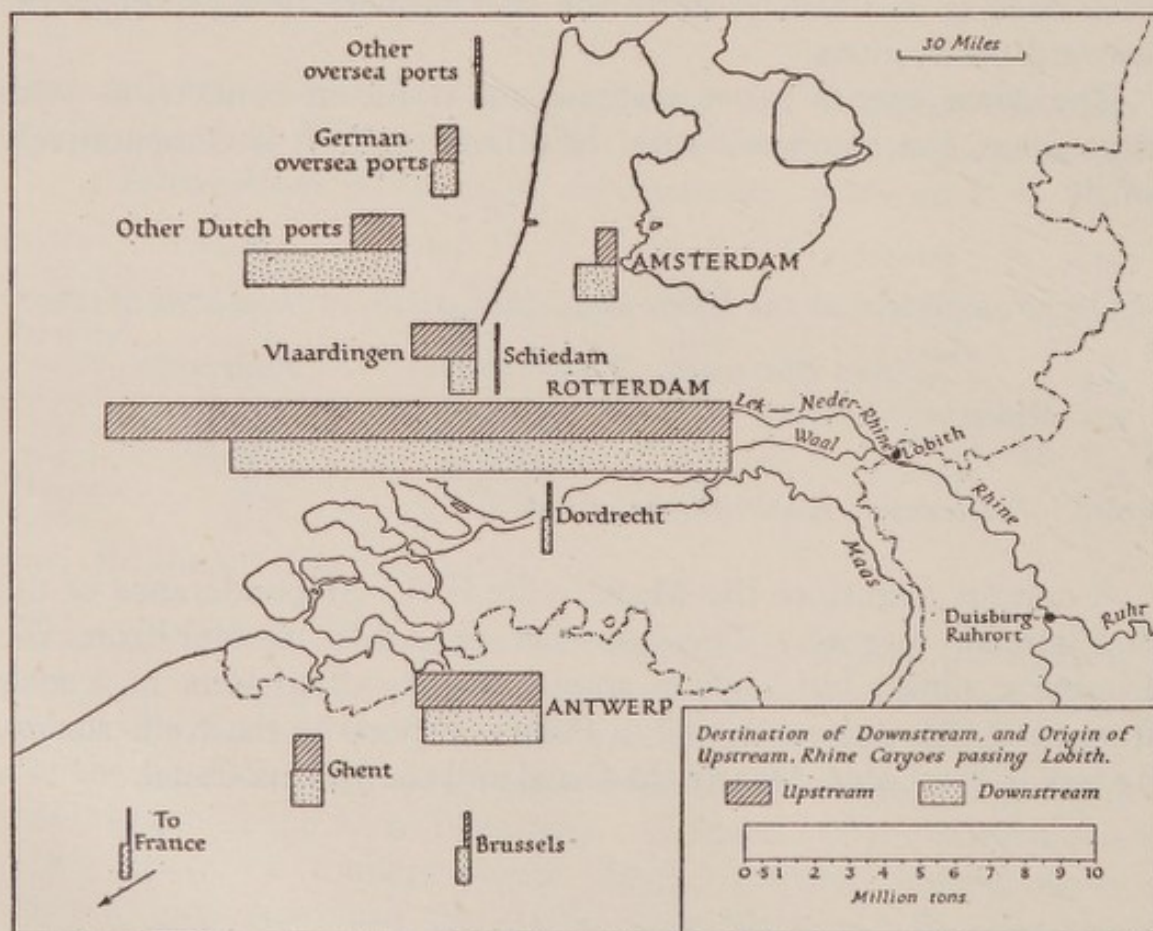 Other
oversea ports
30 Miles
German
oversea ports
Other Dutch ports
AMSTERDAM
Vlaardingen
Schiedam
ROTTERDAM
Lek — Neder-Rhine
Waal
Lobith
Rhine
Dordrecht
Maas
Duisburg
Ruhrort
Ruhr
ANTWERP
Ghent
To
France
Brussels
Destination of Downstream, and Origin of
Upstream, Rhine Cargoes passing Lobith.
Upstream
Downstream
0 ·5 1 2 3 4 5 6 7 8 9 10
Million tons